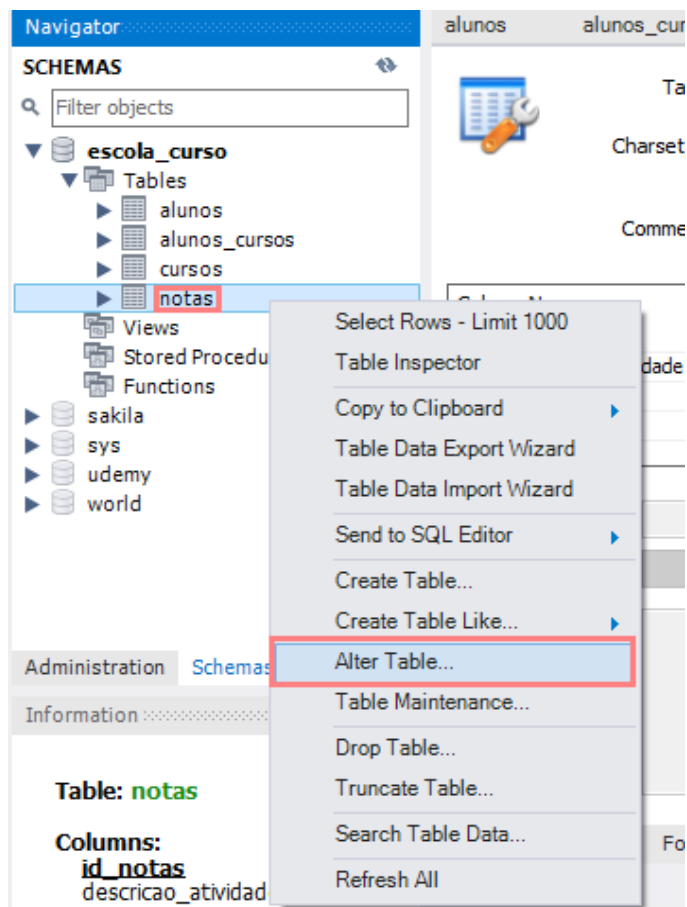 Navigator
SCHEMAS
Filter objects
escola_curso
Tables
alunos
alunos_cursos
cursos
notas
Views
Stored Procedu
Functions
sakila
sys
udemy
world
Administration Schemas
Information
Table: notas
Columns:
id_notas
descricao_atividad
alunos alunos_cur
Ta
Charset
Comme
dade
Fo
Select Rows - Limit 1000
Table Inspector
Copy to Clipboard
Table Data Export Wizard
Table Data Import Wizard
Send to SQL Editor
Create Table...
Create Table Like...
Alter Table...
Table Maintenance...
Drop Table...
Truncate Table...
Search Table Data...
Refresh All